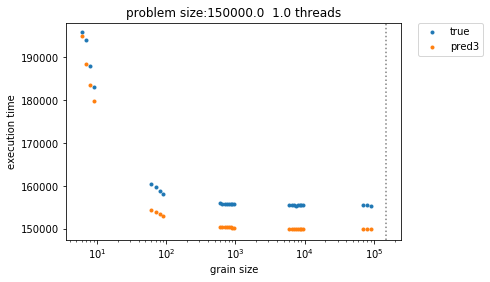 problem size:150000.0  1.0 threads
true
pred3
execution time
190000
180000
170000
160000
150000
10¹
10²
10³
10⁴
10⁵
grain size